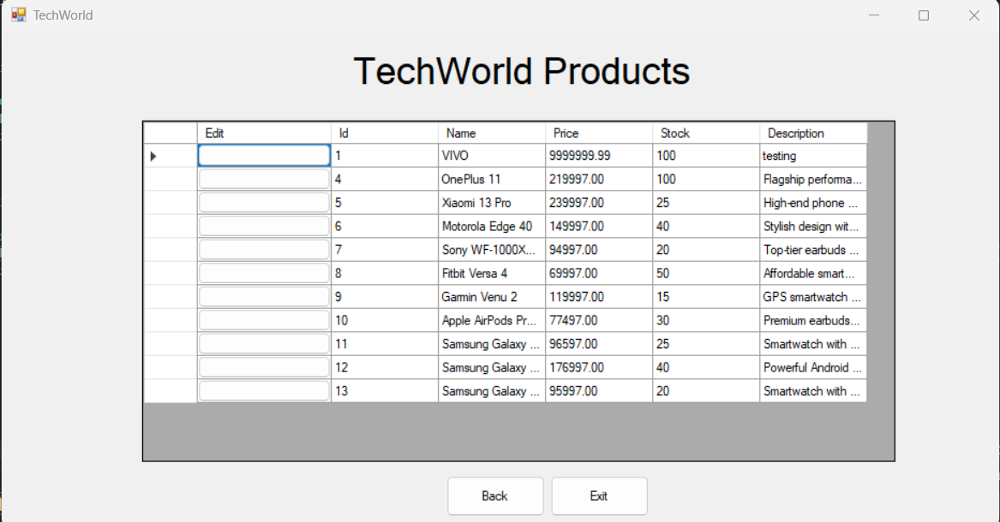 TechWorld
TechWorld Products
Edit Id Name Price Stock Description
1 VIVO 9999999.99 100 testing
4 OnePlus 11 219997.00 100 Flagship performa...
5 Xiaomi 13 Pro 239997.00 25 High-end phone ...
6 Motorola Edge 40 149997.00 40 Stylish design wit...
7 Sony WF-1000X... 94997.00 20 Top-tier earbuds ...
8 Fitbit Versa 4 69997.00 50 Affordable smart...
9 Garmin Venu 2 119997.00 15 GPS smartwatch ...
10 Apple AirPods Pr... 77497.00 30 Premium earbuds...
11 Samsung Galaxy ... 96597.00 25 Smartwatch with ...
12 Samsung Galaxy ... 176997.00 40 Powerful Android ...
13 Samsung Galaxy ... 95997.00 20 Smartwatch with ...
Back Exit